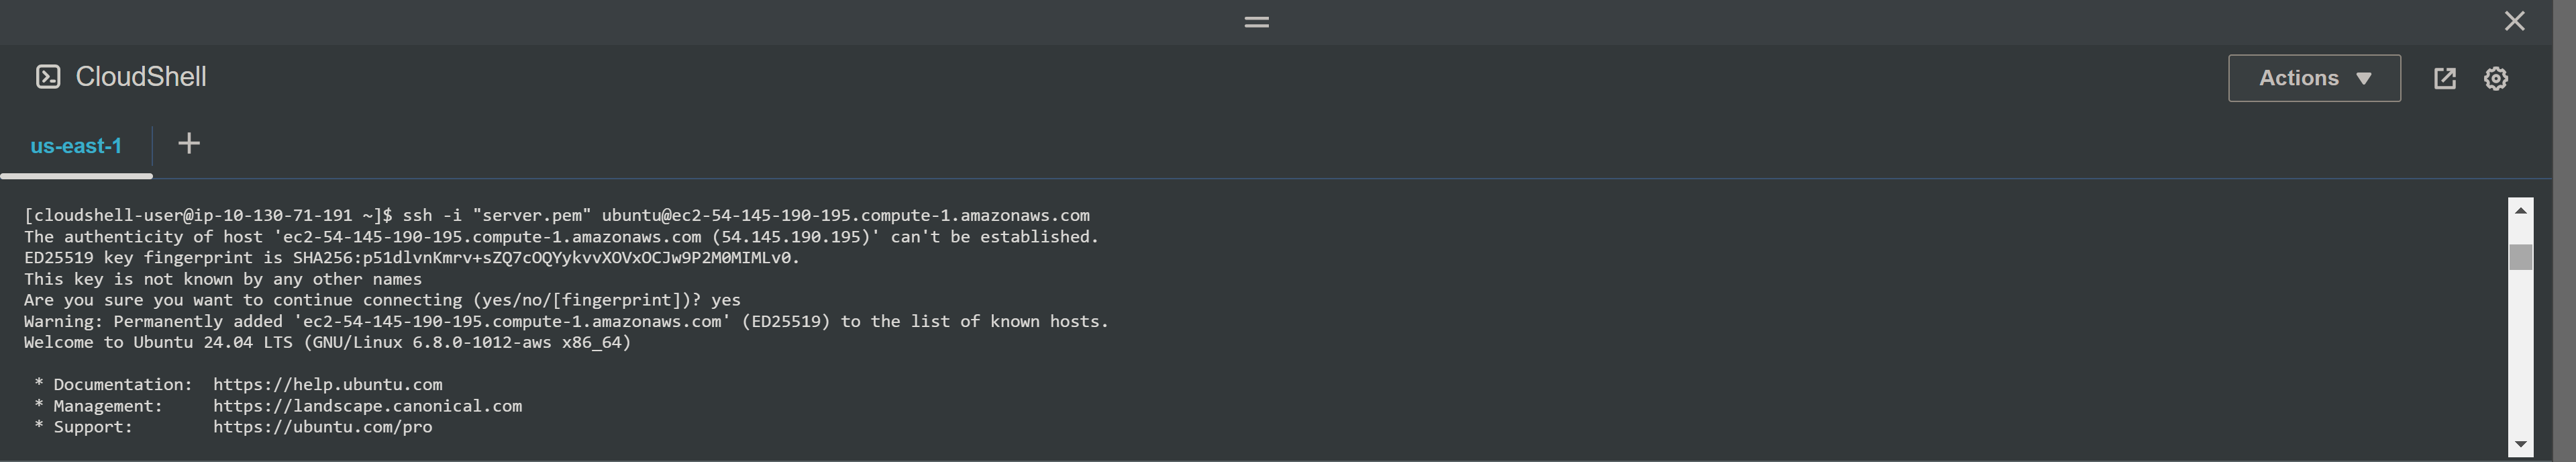 CloudShell
Actions
us-east-1
[cloudshell-user@ip-10-130-71-191 ~]$ ssh -i "server.pem" ubuntu@ec2-54-145-190-195.compute-1.amazonaws.com
The authenticity of host 'ec2-54-145-190-195.compute-1.amazonaws.com (54.145.190.195)' can't be established.
ED25519 key fingerprint is SHA256:p51dlvnKmrv+sZQ7cOQYykvvXOVxOCJw9P2M0MIMLv0.
This key is not known by any other names
Are you sure you want to continue connecting (yes/no/[fingerprint])? yes
Warning: Permanently added 'ec2-54-145-190-195.compute-1.amazonaws.com' (ED25519) to the list of known hosts.
Welcome to Ubuntu 24.04 LTS (GNU/Linux 6.8.0-1012-aws x86_64)
* Documentation: https://help.ubuntu.com
* Management: https://landscape.canonical.com
* Support: https://ubuntu.com/pro